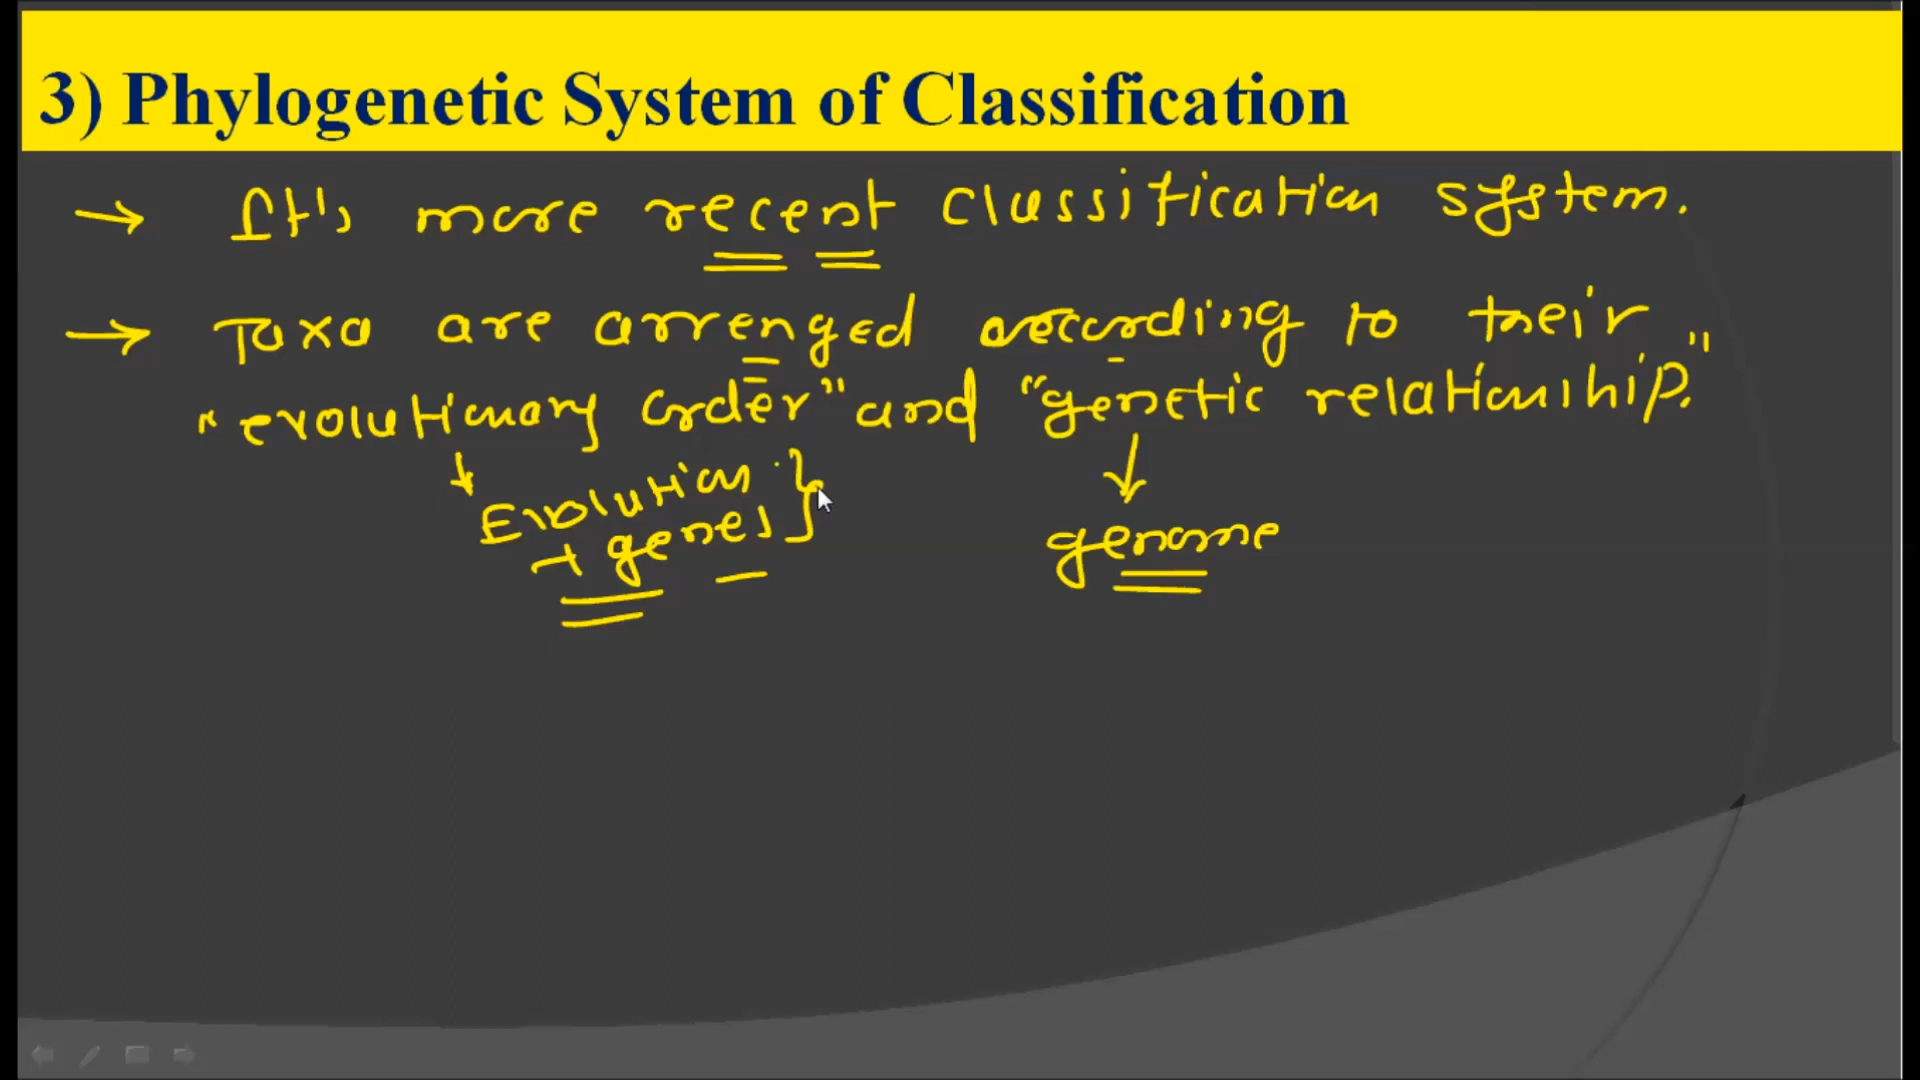 3) Phylogenetic System of Classification
→ It's more recent classification system.
→ Taxa are arrenged according to their
"evolutionary order" and "genetic relationship."
↓ Evolution } ↓
+ genes genome